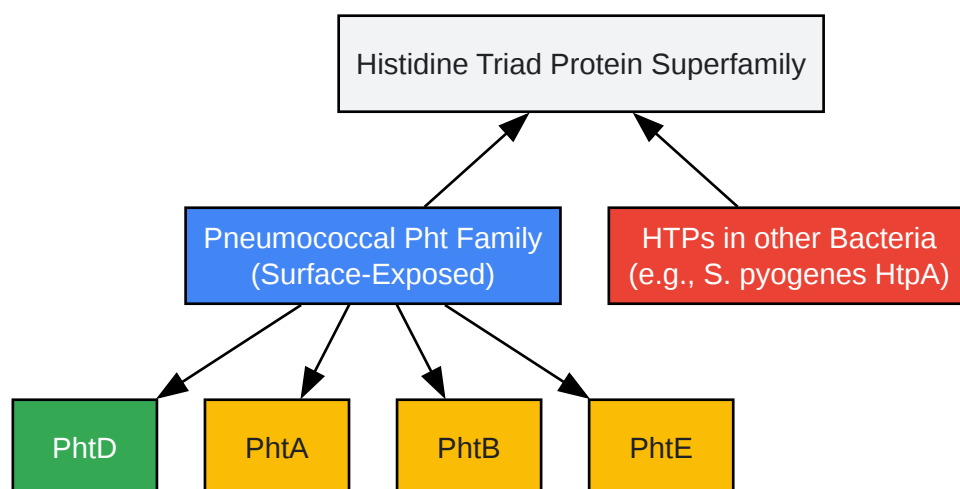 Histidine Triad Protein Superfamily
Pneumococcal Pht Family
(Surface-Exposed)
HTPs in other Bacteria
(e.g., S. pyogenes HtpA)
PhtD
PhtA
PhtB
PhtE